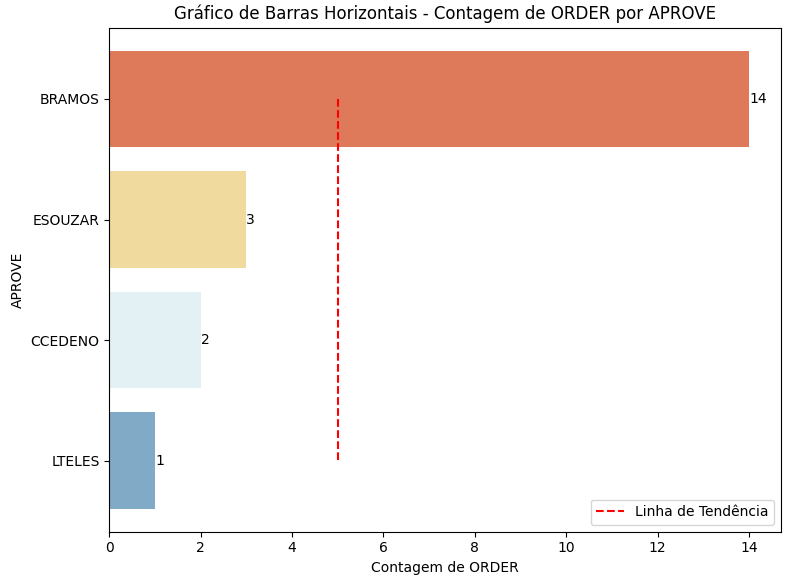 Gráfico de Barras Horizontais - Contagem de ORDER por APROVE
APROVE
BRAMOS
14
ESOUZAR
3
CCEDENO
2
LTELES
1
Linha de Tendência
0 2 4 6 8 10 12 14
Contagem de ORDER